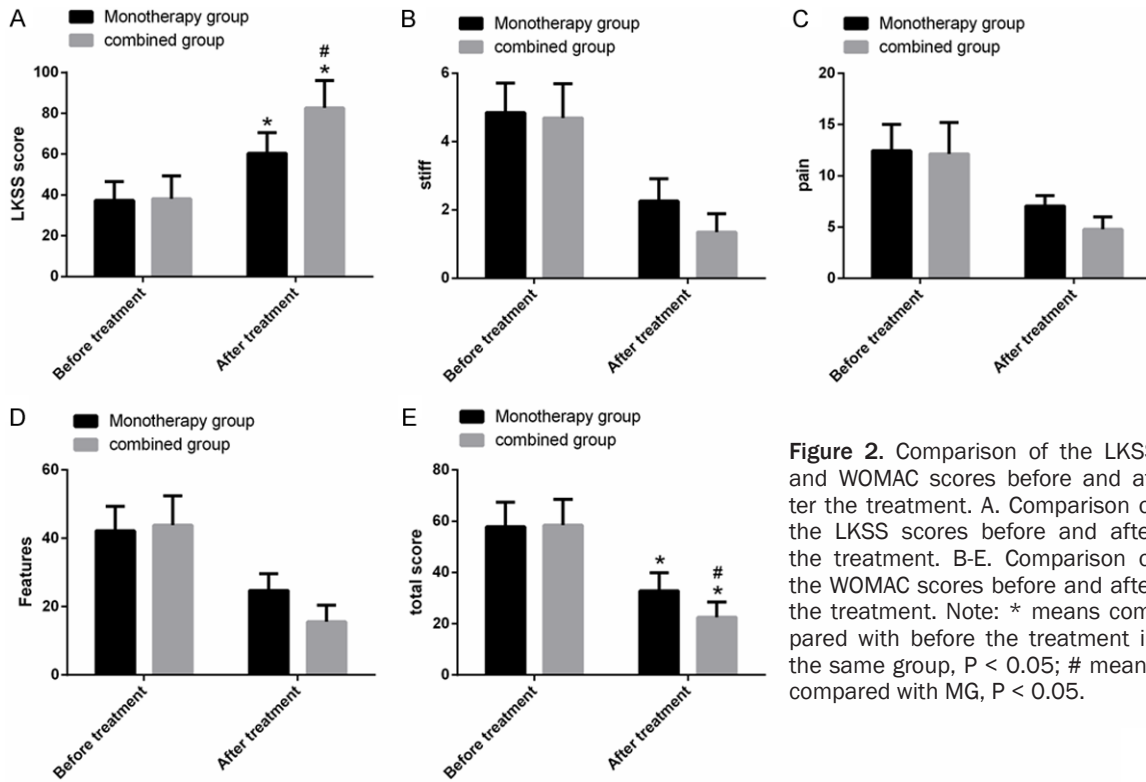 A
Monotherapy group
combined group
LKSS score
100
80
60
40
20
0
*
#
*
Before treatment
After treatment
B
Monotherapy group
combined group
stiff
6
4
2
0
Before treatment
After treatment
C
Monotherapy group
combined group
pain
20
15
10
5
0
Before treatment
After treatment
D
Monotherapy group
combined group
Features
60
40
20
0
Before treatment
After treatment
E
Monotherapy group
combined group
total score
80
60
40
20
0
*
#
*
Before treatment
After treatment
Figure 2. Comparison of the LKSS
and WOMAC scores before and af-
ter the treatment. A. Comparison o
the LKSS scores before and afte
the treatment. B-E. Comparison o
the WOMAC scores before and afte
the treatment. Note: * means com
pared with before the treatment i
the same group, P < 0.05; # mean
compared with MG, P < 0.05.